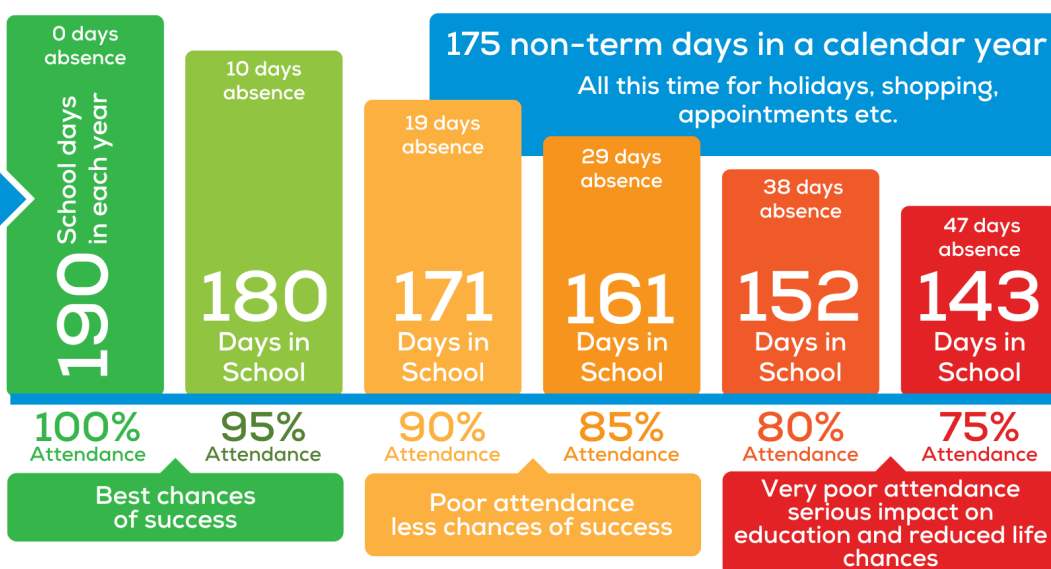 175 non-term days in a calendar year
All this time for holidays, shopping,
appointments etc.
0 days
absence
190
School days
in each year
10 days
absence
180
Days in
School
19 days
absence
171
Days in
School
29 days
absence
161
Days in
School
38 days
absence
152
Days in
School
47 days
absence
143
Days in
School
100%
Attendance
95%
Attendance
90%
Attendance
85%
Attendance
80%
Attendance
75%
Attendance
Best chances
of success
Poor attendance
less chances of success
Very poor attendance
serious impact on
education and reduced life
chances